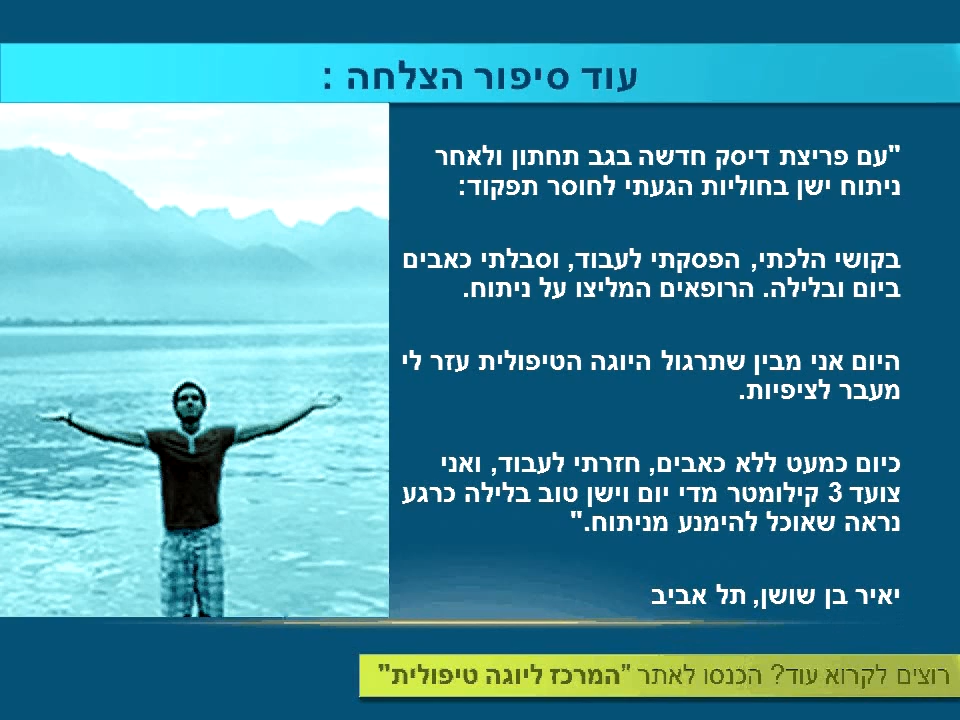 עוד סיפור הצלחה :
"עם פריצת דיסק חדשה בגב תחתון ולאחר
ניתוח ישן בחוליות הגעתי לחוסר תפקוד:
בקושי הלכתי, הפסקתי לעבוד, וסבלתי כאבים
ביום ובלילה. הרופאים המליצו על ניתוח.
היום אני מבין שתרגול היוגה הטיפולית עזר לי
מעבר לציפיות.
כיום כמעט ללא כאבים, חזרתי לעבוד, ואני
צועד 3 קילומטר מדי יום וישן טוב בלילה כרגע
נראה שאוכל להימנע מניתוח."
יאיר בן שושן, תל אביב
רוצים לקרוא עוד? הכנסו לאתר "המרכז ליוגה טיפולית"